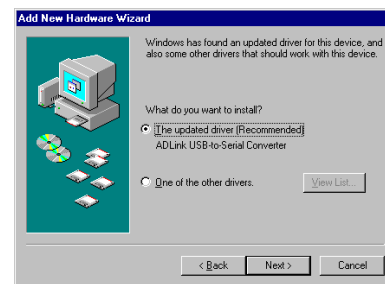 Add New Hardware Wizard
Windows has found an updated driver for this device, and
also some other drivers that should work with this device.
What do you want to install?
The updated driver (Recommended)
ADLink USB-to-Serial Converter
One of the other drivers.
View List...
< Back
Next >
Cancel